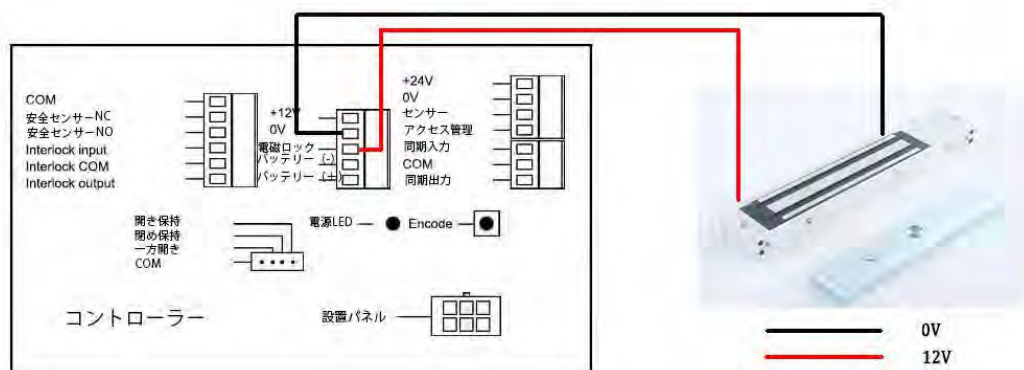 COM
安全センサーNC
安全センサーNO
Interlock input
Interlock COM
Interlock output
+12V
0V
電磁ロック
バッテリー (-)
バッテリー (+)
+24V
0V
センサー
アクセス管理
同期入力
COM
同期出力
開き保持
閉め保持
一方開き
COM
電源LED
Encode
コントローラー
設置パネル
0V
12V